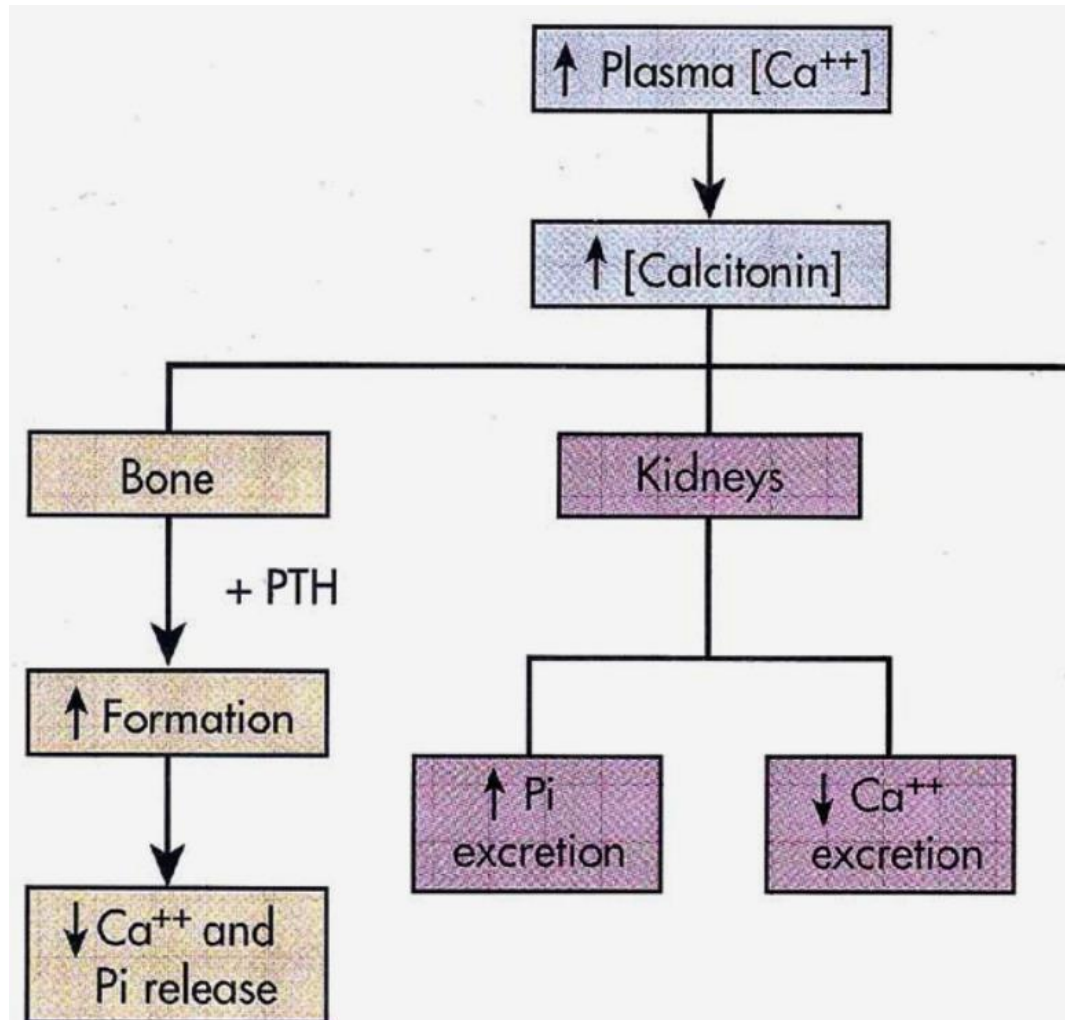 ↑ Plasma [Ca⁺⁺]
↑ [Calcitonin]
Bone
Kidneys
+ PTH
↑ Formation
↑ Pi
excretion
↓ Ca⁺⁺
excretion
↓ Ca⁺⁺ and
Pi release